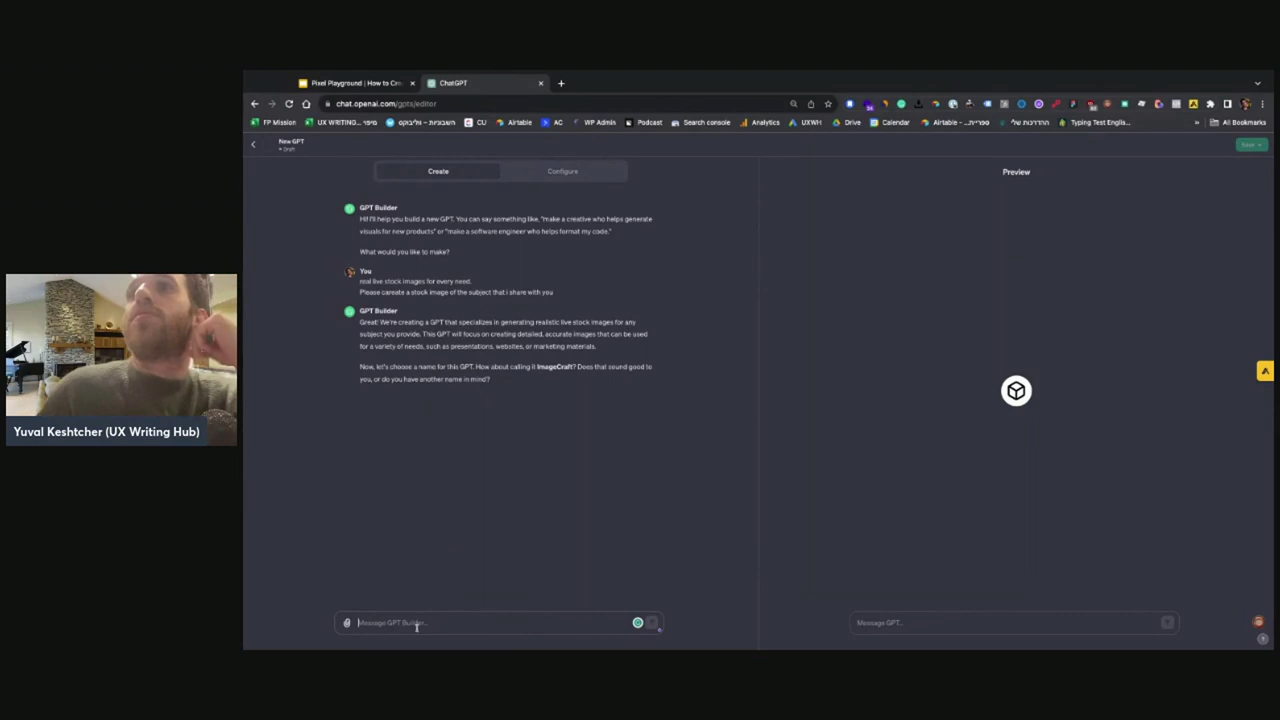 Pixel Playground | How to Cre
ChatGPT
chat.openai.com/gpts/editor
FP Mission
UX WRITING...
חשבוניות – וליבוקס
CU
Airtable
AC
WP Admin
Podcast
Search console
Analytics
UXWH
Drive
Calendar
Airtable - ...ספריית
ההדרכות שלי
Typing Test Englis...
All Bookmarks
New GPT
Draft
Save
Create
Configure
Preview
GPT Builder
Hi! I'll help you build a new GPT. You can say something like, "make a creative who helps generate
visuals for new products" or "make a software engineer who helps format my code."
What would you like to make?
You
real live stock images for every need.
Please careate a stock image of the subject that i share with you
GPT Builder
Great! We're creating a GPT that specializes in generating realistic live stock images for any
subject you provide. This GPT will focus on creating detailed, accurate images that can be used
for a variety of needs, such as presentations, websites, or marketing materials.
Now, let's choose a name for this GPT. How about calling it ImageCraft? Does that sound good to
you, or do you have another name in mind?
Yuval Keshtcher (UX Writing Hub)
Message GPT Builder...
Message GPT...